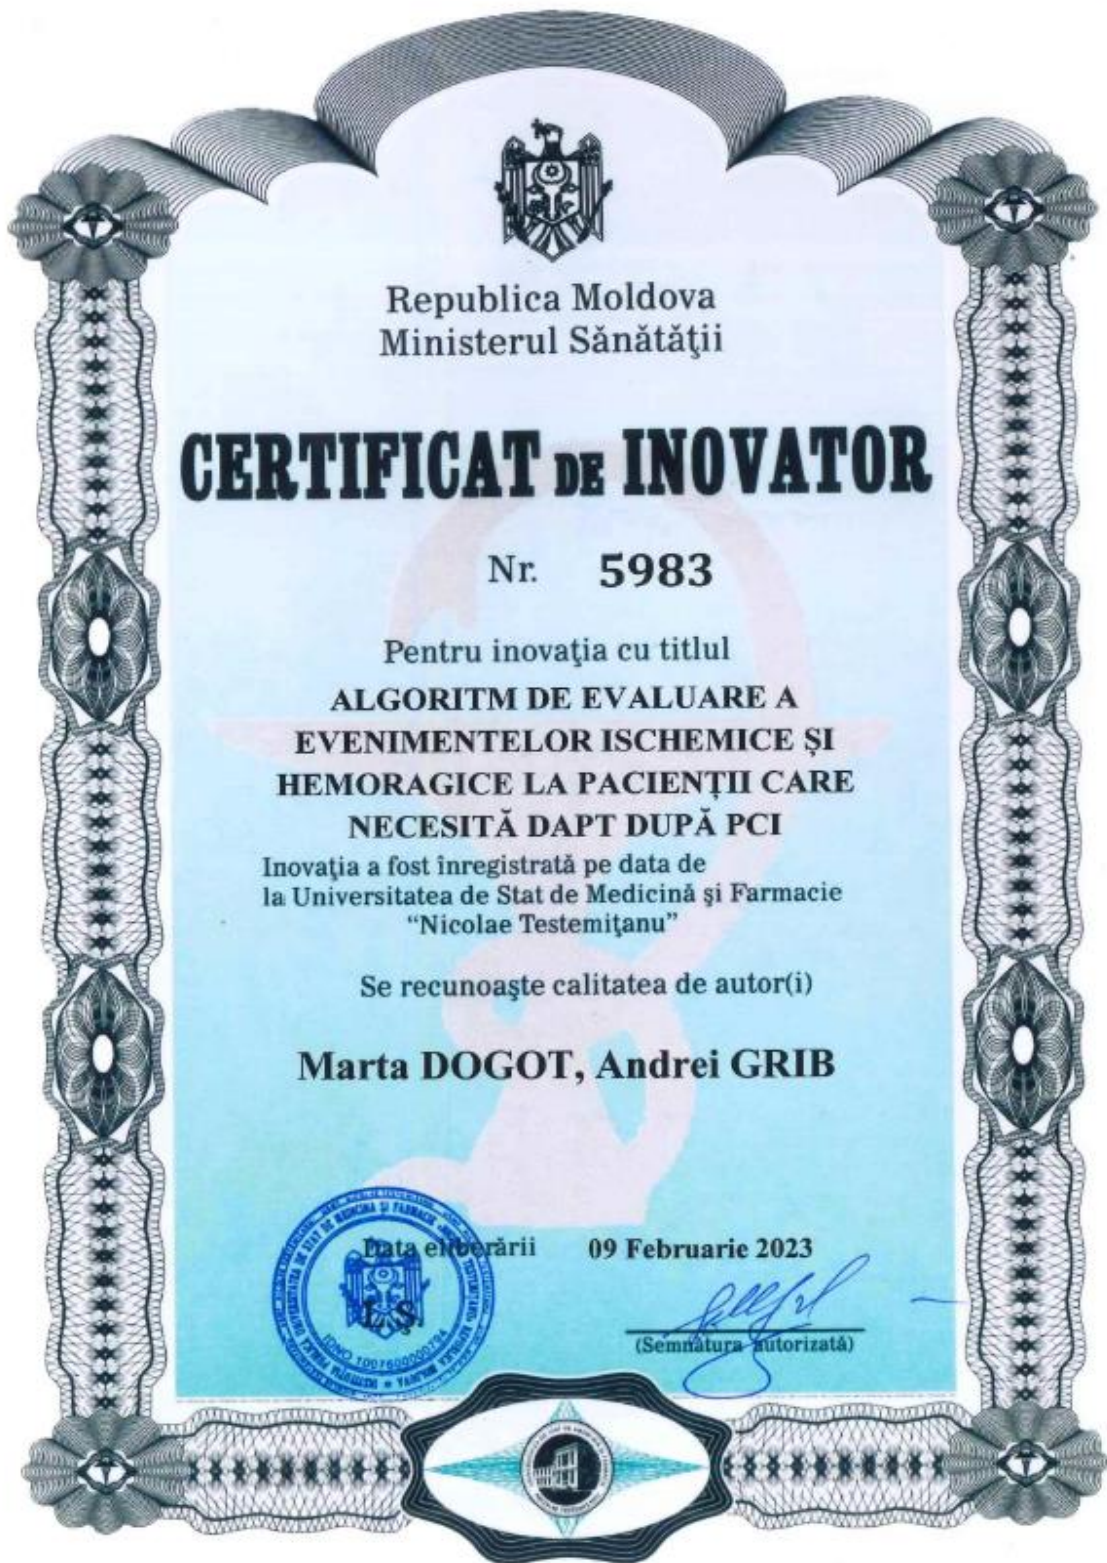 Republica Moldova
Ministerul Sănătăţii
CERTIFICAT DE INOVATOR
Nr. 5983
Pentru inovaţia cu titlul
ALGORITM DE EVALUARE A
EVENIMENTELOR ISCHEMICE ȘI
HEMORAGICE LA PACIENȚII CARE
NECESITĂ DAPT DUPĂ PCI
Inovaţia a fost înregistrată pe data de
la Universitatea de Stat de Medicină şi Farmacie
“Nicolae Testemiţanu”
Se recunoaşte calitatea de autor(i)
Marta DOGOT, Andrei GRIB
Data eliberării 09 Februarie 2023
L.Ş.
(Semnătura autorizată)